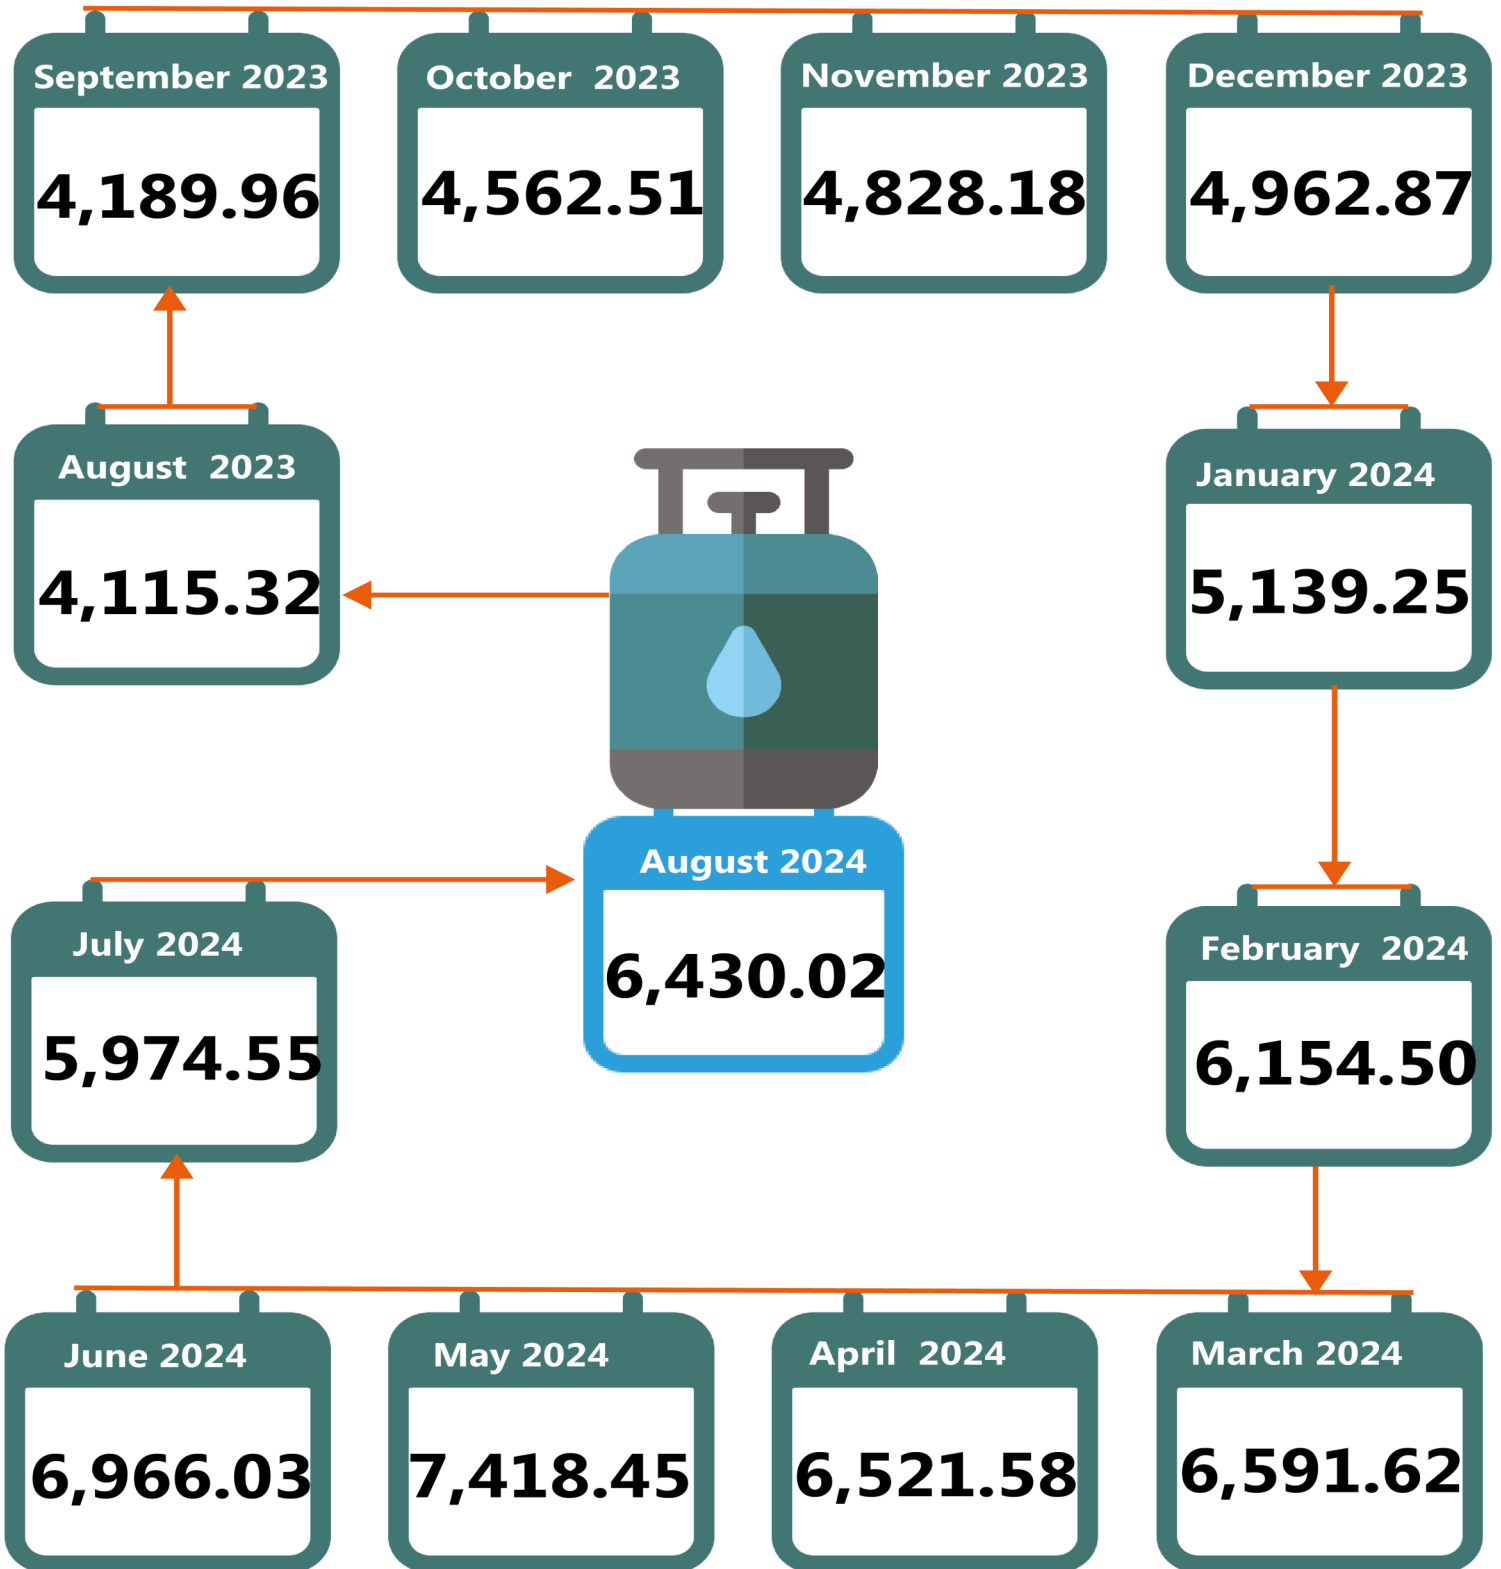 September 2023
4,189.96
October 2023
4,562.51
November 2023
4,828.18
December 2023
4,962.87
August 2023
4,115.32
January 2024
5,139.25
August 2024
6,430.02
July 2024
5,974.55
February 2024
6,154.50
June 2024
6,966.03
May 2024
7,418.45
April 2024
6,521.58
March 2024
6,591.62